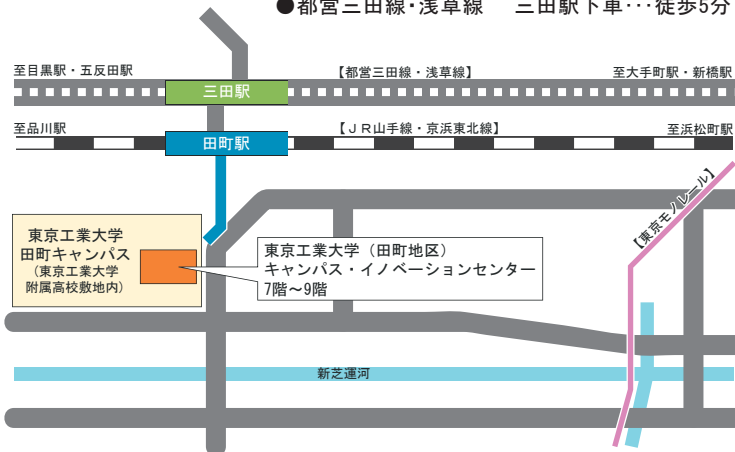 ●都営三田線・浅草線　三田駅下車･･･徒歩5分
至目黒駅・五反田駅
【都営三田線・浅草線】
至大手町駅・新橋駅
三田駅
至品川駅
【ＪＲ山手線・京浜東北線】
至浜松町駅
田町駅
【東京モノレール】
東京工業大学
田町キャンパス
（東京工業大学
附属高校敷地内）
東京工業大学（田町地区）
キャンパス・イノベーションセンター
7階～9階
新芝運河